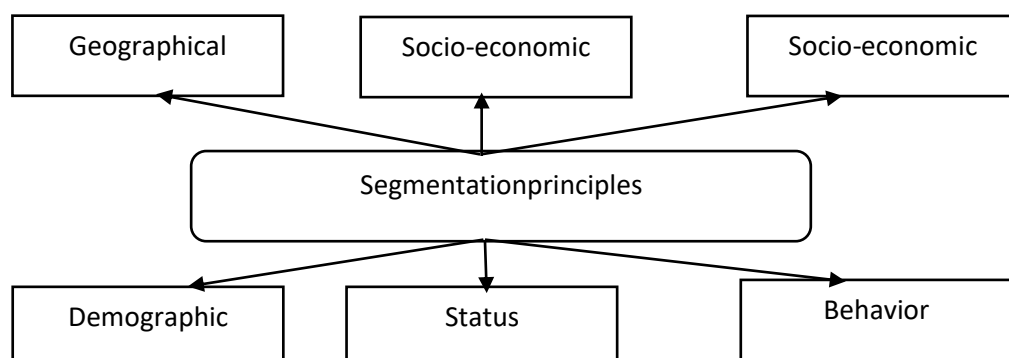 Geographical
Socio-economic
Socio-economic
Segmentationprinciples
Demographic
Status
Behavior